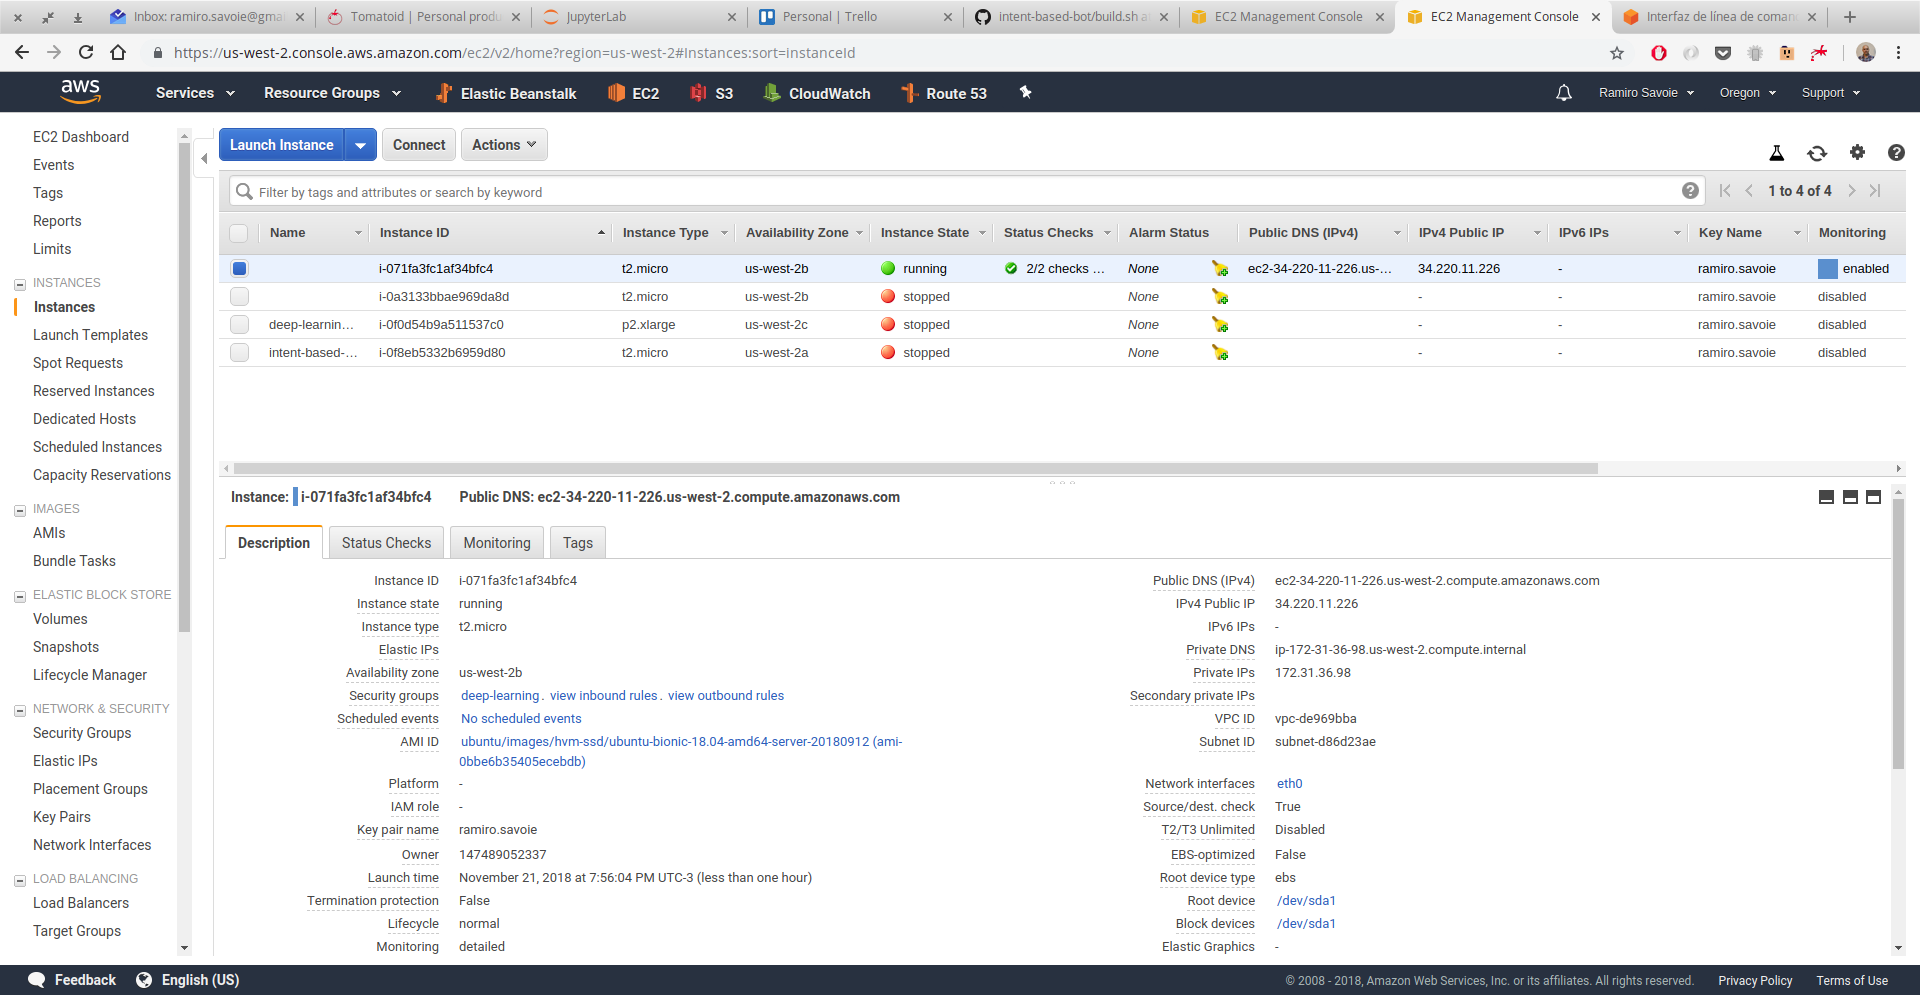 Inbox: ramiro.savoie@gma
Tomatoid | Personal produ
JupyterLab
Personal | Trello
intent-based-bot/build.sh a
EC2 Management Console
EC2 Management Console
Interfaz de línea de coman
https://us-west-2.console.aws.amazon.com/ec2/v2/home?region=us-west-2#Instances:sort=instanceId
aws Services Resource Groups Elastic Beanstalk EC2 S3 CloudWatch Route 53 Ramiro Savoie Oregon Support
EC2 Dashboard
Events
Tags
Reports
Limits
INSTANCES
Instances
Launch Templates
Spot Requests
Reserved Instances
Dedicated Hosts
Scheduled Instances
Capacity Reservations
IMAGES
AMIs
Bundle Tasks
ELASTIC BLOCK STORE
Volumes
Snapshots
Lifecycle Manager
NETWORK & SECURITY
Security Groups
Elastic IPs
Placement Groups
Key Pairs
Network Interfaces
LOAD BALANCING
Load Balancers
Target Groups
Launch Instance Connect Actions
Filter by tags and attributes or search by keyword
1 to 4 of 4
Name Instance ID Instance Type Availability Zone Instance State Status Checks Alarm Status Public DNS (IPv4) IPv4 Public IP IPv6 IPs Key Name Monitoring
i-071fa3fc1af34bfc4 t2.micro us-west-2b running 2/2 checks ... None ec2-34-220-11-226.us-... 34.220.11.226 - ramiro.savoie enabled
i-0a3133bbae969da8d t2.micro us-west-2b stopped None - - ramiro.savoie disabled
deep-learnin... i-0f0d54b9a511537c0 p2.xlarge us-west-2c stopped None - - ramiro.savoie disabled
intent-based-... i-0f8eb5332b6959d80 t2.micro us-west-2a stopped None - - ramiro.savoie disabled
Instance: i-071fa3fc1af34bfc4 Public DNS: ec2-34-220-11-226.us-west-2.compute.amazonaws.com
Description Status Checks Monitoring Tags
Instance ID i-071fa3fc1af34bfc4
Instance state running
Instance type t2.micro
Elastic IPs
Availability zone us-west-2b
Security groups deep-learning. view inbound rules. view outbound rules
Scheduled events No scheduled events
AMI ID ubuntu/images/hvm-ssd/ubuntu-bionic-18.04-amd64-server-20180912 (ami-
0bbe6b35405ecebdb)
Platform -
IAM role -
Key pair name ramiro.savoie
Owner 147489052337
Launch time November 21, 2018 at 7:56:04 PM UTC-3 (less than one hour)
Termination protection False
Lifecycle normal
Monitoring detailed
Public DNS (IPv4) ec2-34-220-11-226.us-west-2.compute.amazonaws.com
IPv4 Public IP 34.220.11.226
IPv6 IPs -
Private DNS ip-172-31-36-98.us-west-2.compute.internal
Private IPs 172.31.36.98
Secondary private IPs
VPC ID vpc-de969bba
Subnet ID subnet-d86d23ae
Network interfaces eth0
Source/dest. check True
T2/T3 Unlimited Disabled
EBS-optimized False
Root device type ebs
Root device /dev/sda1
Block devices /dev/sda1
Elastic Graphics -
Feedback English (US)
© 2008 - 2018, Amazon Web Services, Inc. or its affiliates. All rights reserved. Privacy Policy Terms of Use